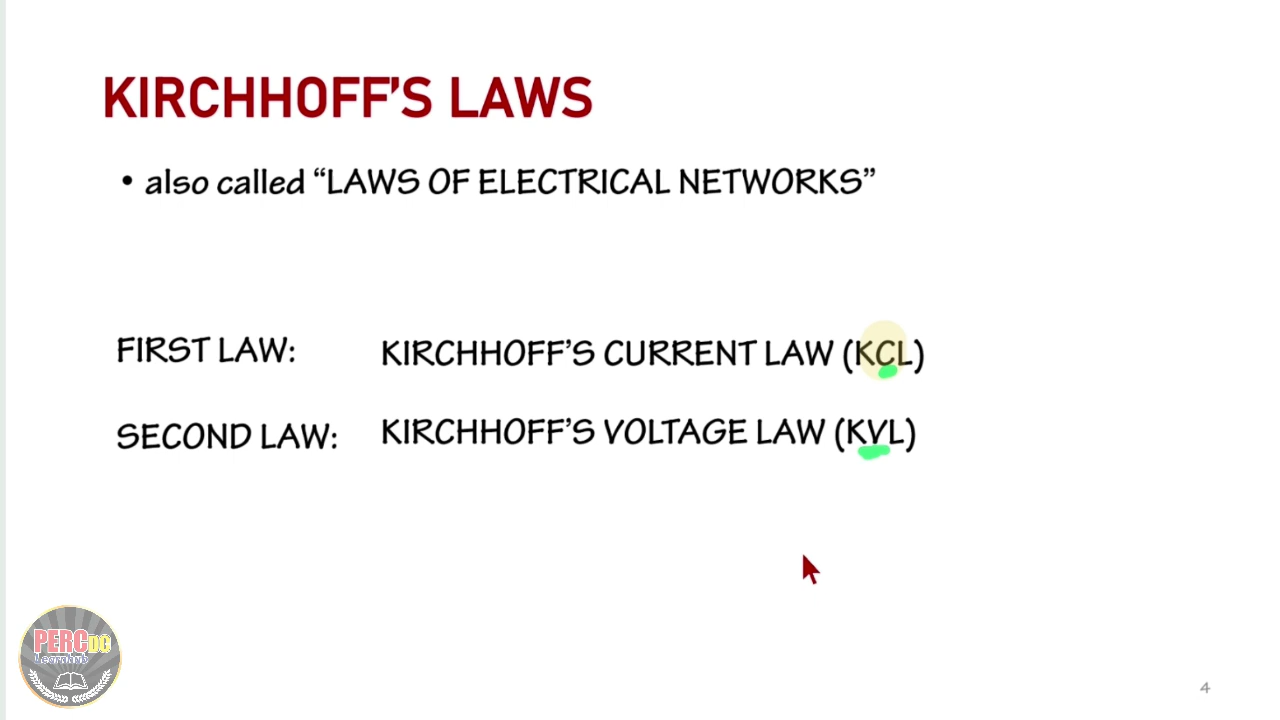 KIRCHHOFF'S LAWS
• also called “LAWS OF ELECTRICAL NETWORKS”
FIRST LAW: KIRCHHOFF'S CURRENT LAW (KCL)
SECOND LAW: KIRCHHOFF'S VOLTAGE LAW (KVL)
PERCDC
Learnhub
4